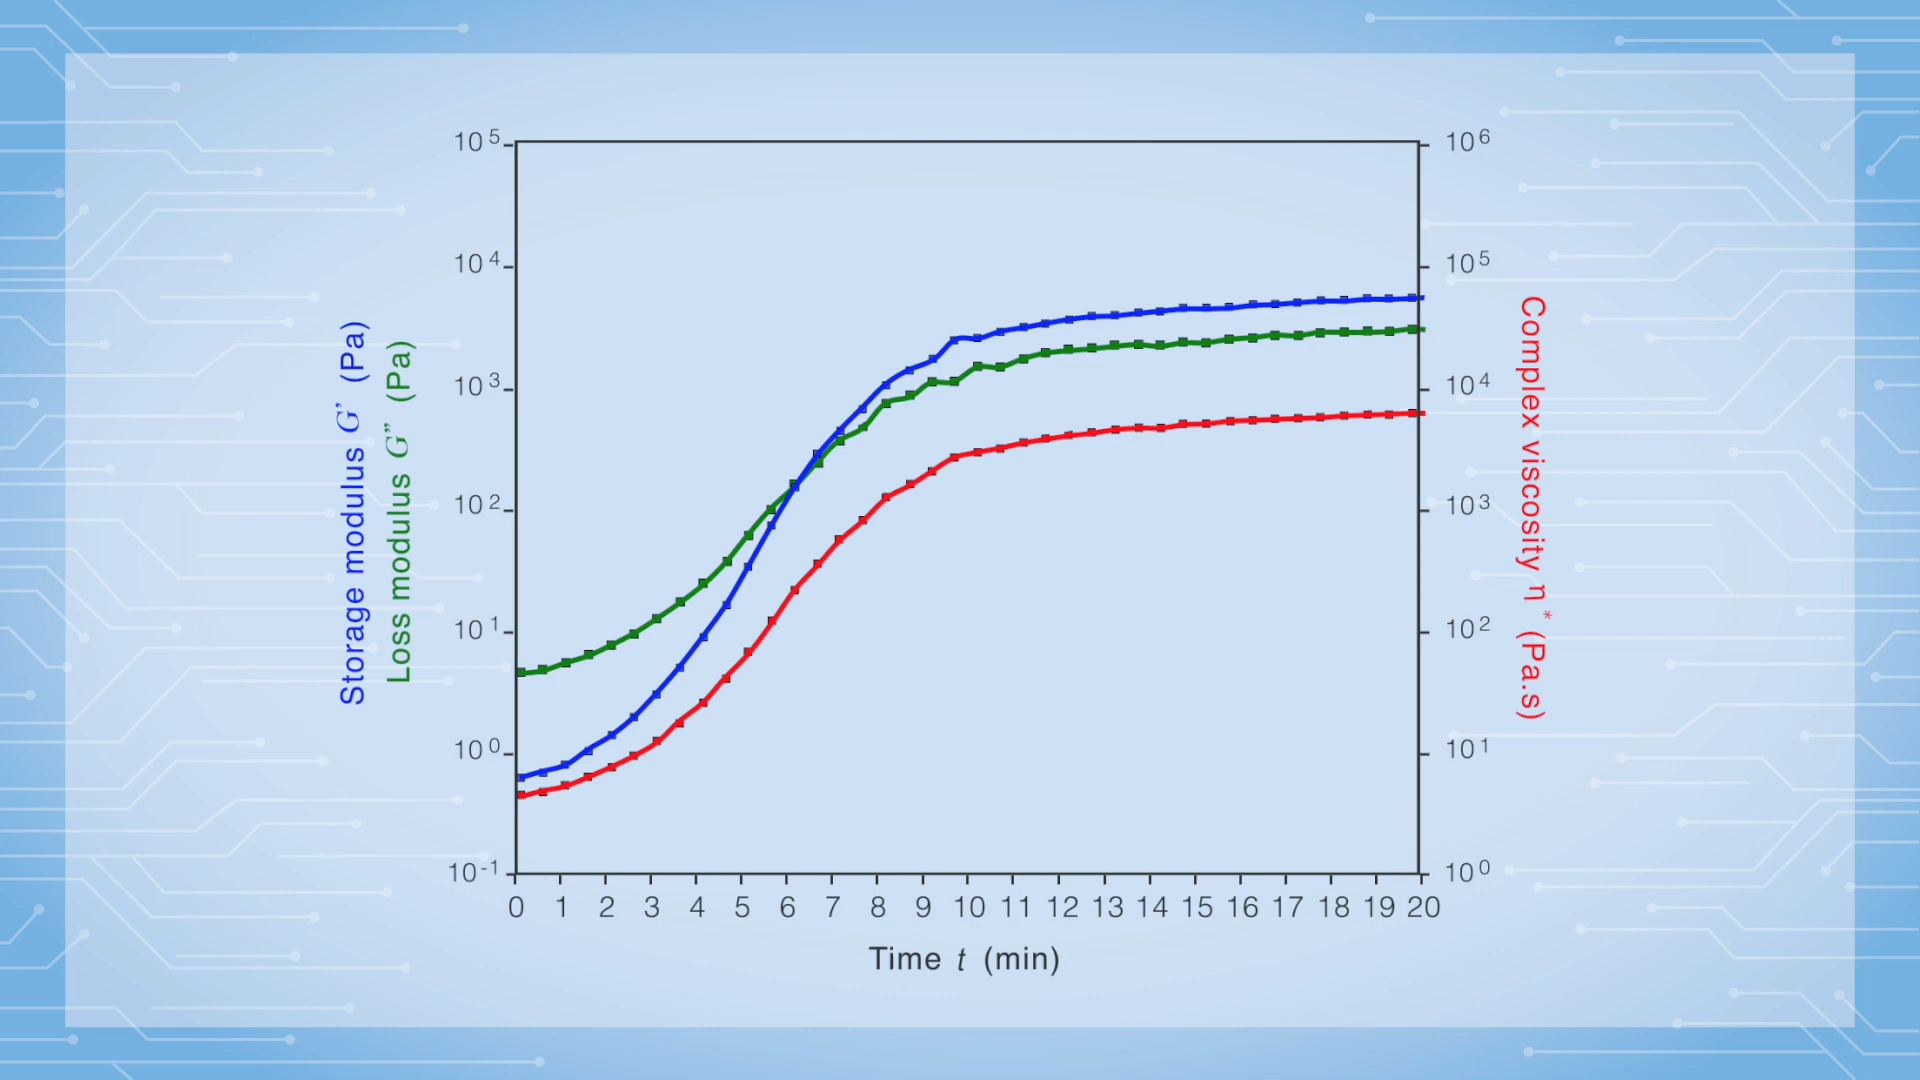 Storage modulus G’ (Pa)
Loss modulus G” (Pa)
10⁵
10⁴
10³
10²
10¹
10⁰
10⁻¹
10⁶
10⁵
10⁴
10³
10²
10¹
10⁰
Complex viscosity η* (Pa.s)
0 1 2 3 4 5 6 7 8 9 10 11 12 13 14 15 16 17 18 19 20
Time t (min)